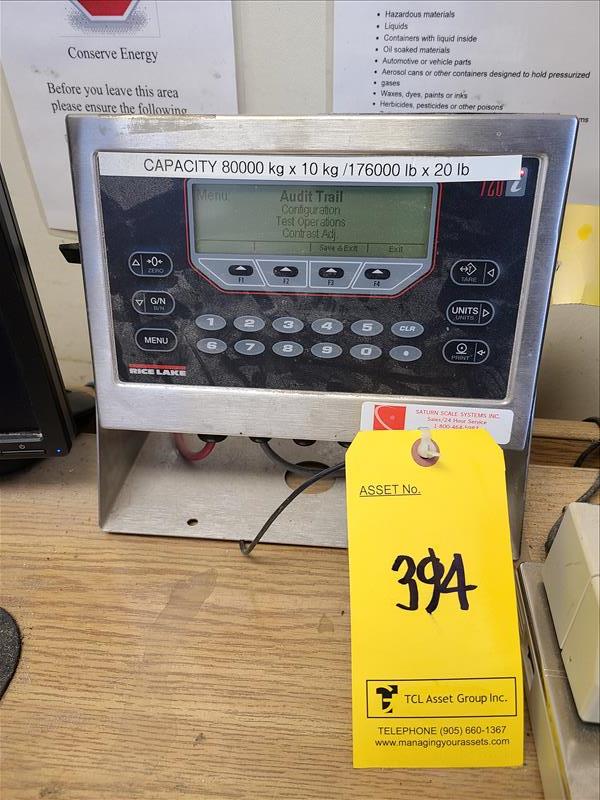 Conserve Energy
Before you leave this area
please ensure the following
• Hazardous materials
• Liquids
• Containers with liquid inside
• Oil soaked materials
• Automotive or vehicle parts
• Aerosol cans or other containers designed to hold pressurized
• gases
• Waxes, dyes, paints or inks
• Herbicides, pesticides or other poisons
CAPACITY 80000 kg x 10 kg /176000 lb x 20 lb
720 i
Menu:
Audit Trail
Configuration
Test Operations
Contrast Adj
Save & Exit
Exit
F1 F2 F3 F4
ZERO
G/N
B/N
MENU
TARE
UNITS
UNITS
PRINT
1 2 3 4 5 CLR
6 7 8 9 0 •
RICE LAKE
SATURN SCALE SYSTEMS INC.
Sales/24 Hour Service
ASSET No.
394
TCL Asset Group Inc.
TELEPHONE (905) 660-1367
www.managingyourassets.com